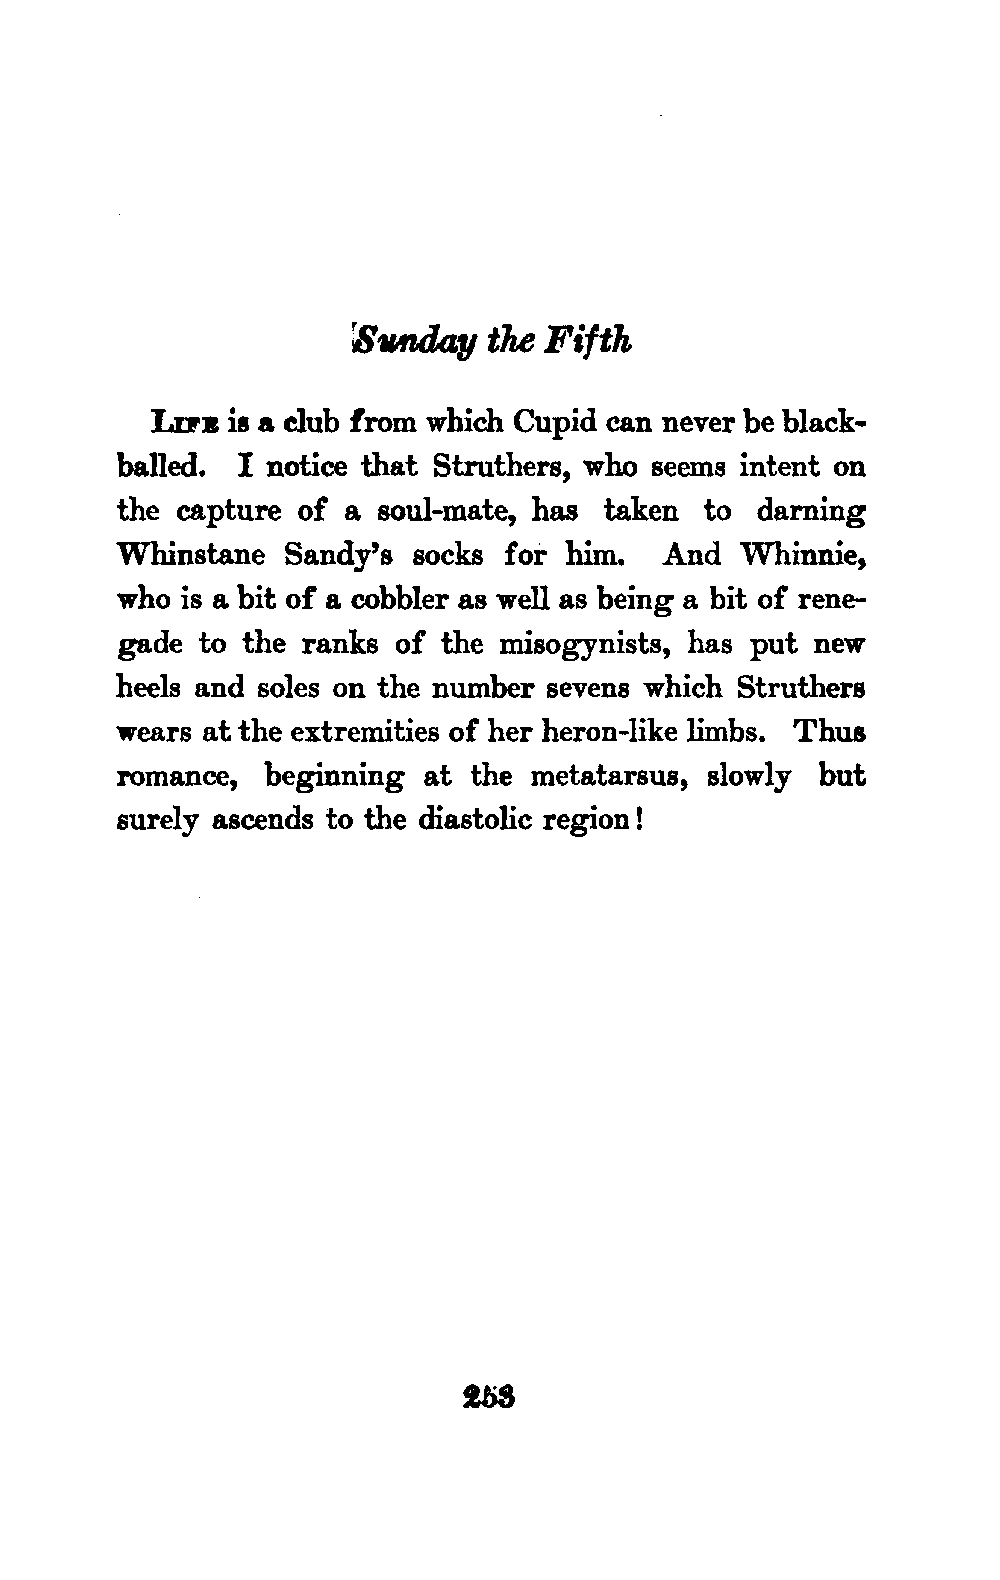 Sunday the Fifth
LIFE is a club from which Cupid can never be black-
balled. I notice that Struthers, who seems intent on
the capture of a soul-mate, has taken to darning
Whinstane Sandy's socks for him. And Whinnie,
who is a bit of a cobbler as well as being a bit of rene-
gade to the ranks of the misogynists, has put new
heels and soles on the number sevens which Struthers
wears at the extremities of her heron-like limbs. Thus
romance, beginning at the metatarsus, slowly but
surely ascends to the diastolic region!
253